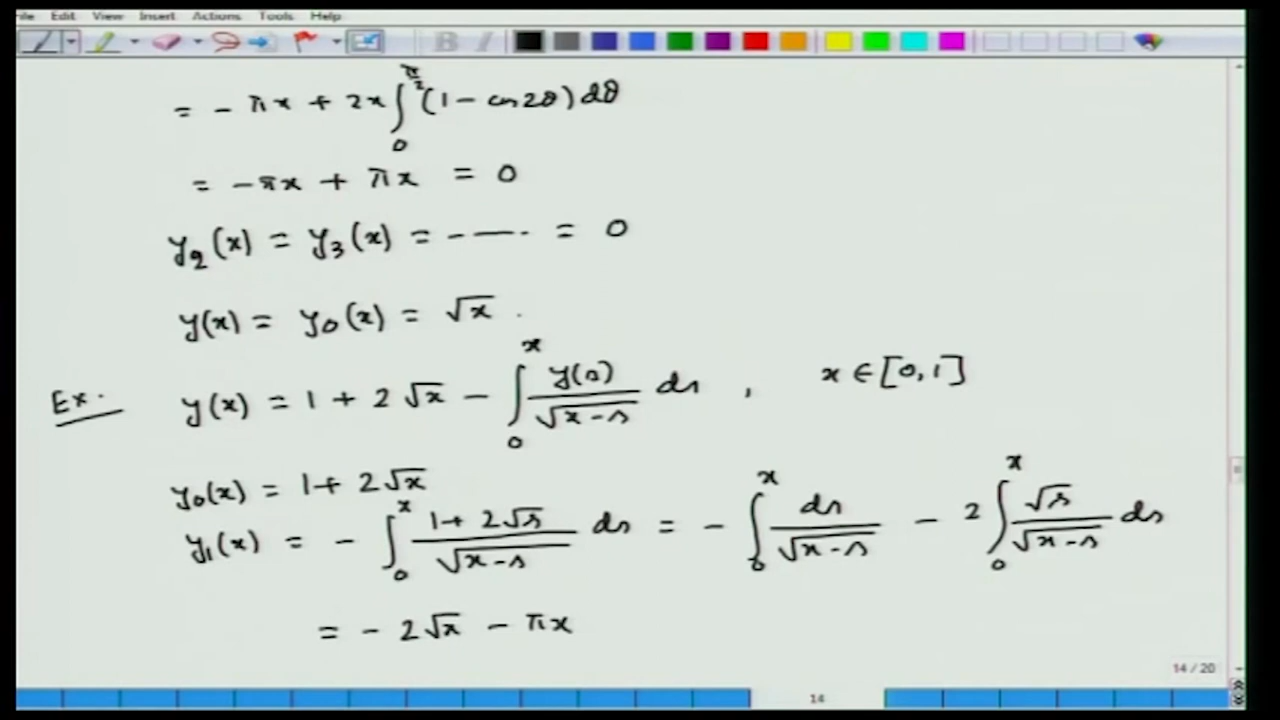 File Edit View Insert Actions Tools Help
= - πx + 2x ∫₀^{π/2} (1 - cos 2θ) dθ
= -πx + πx = 0
y₂(x) = y₃(x) = - ---- · = 0
y(x) = y₀(x) = √x .
Ex. y(x) = 1 + 2√x - ∫₀^x y(s)/√(x-s) ds , x ∈ [0,1]
y₀(x) = 1 + 2√x
y₁(x) = - ∫₀^x (1 + 2√s)/√(x-s) ds = - ∫₀^x ds/√(x-s) - 2 ∫₀^x √s/√(x-s) ds
= - 2√x - πx
14 / 20
14